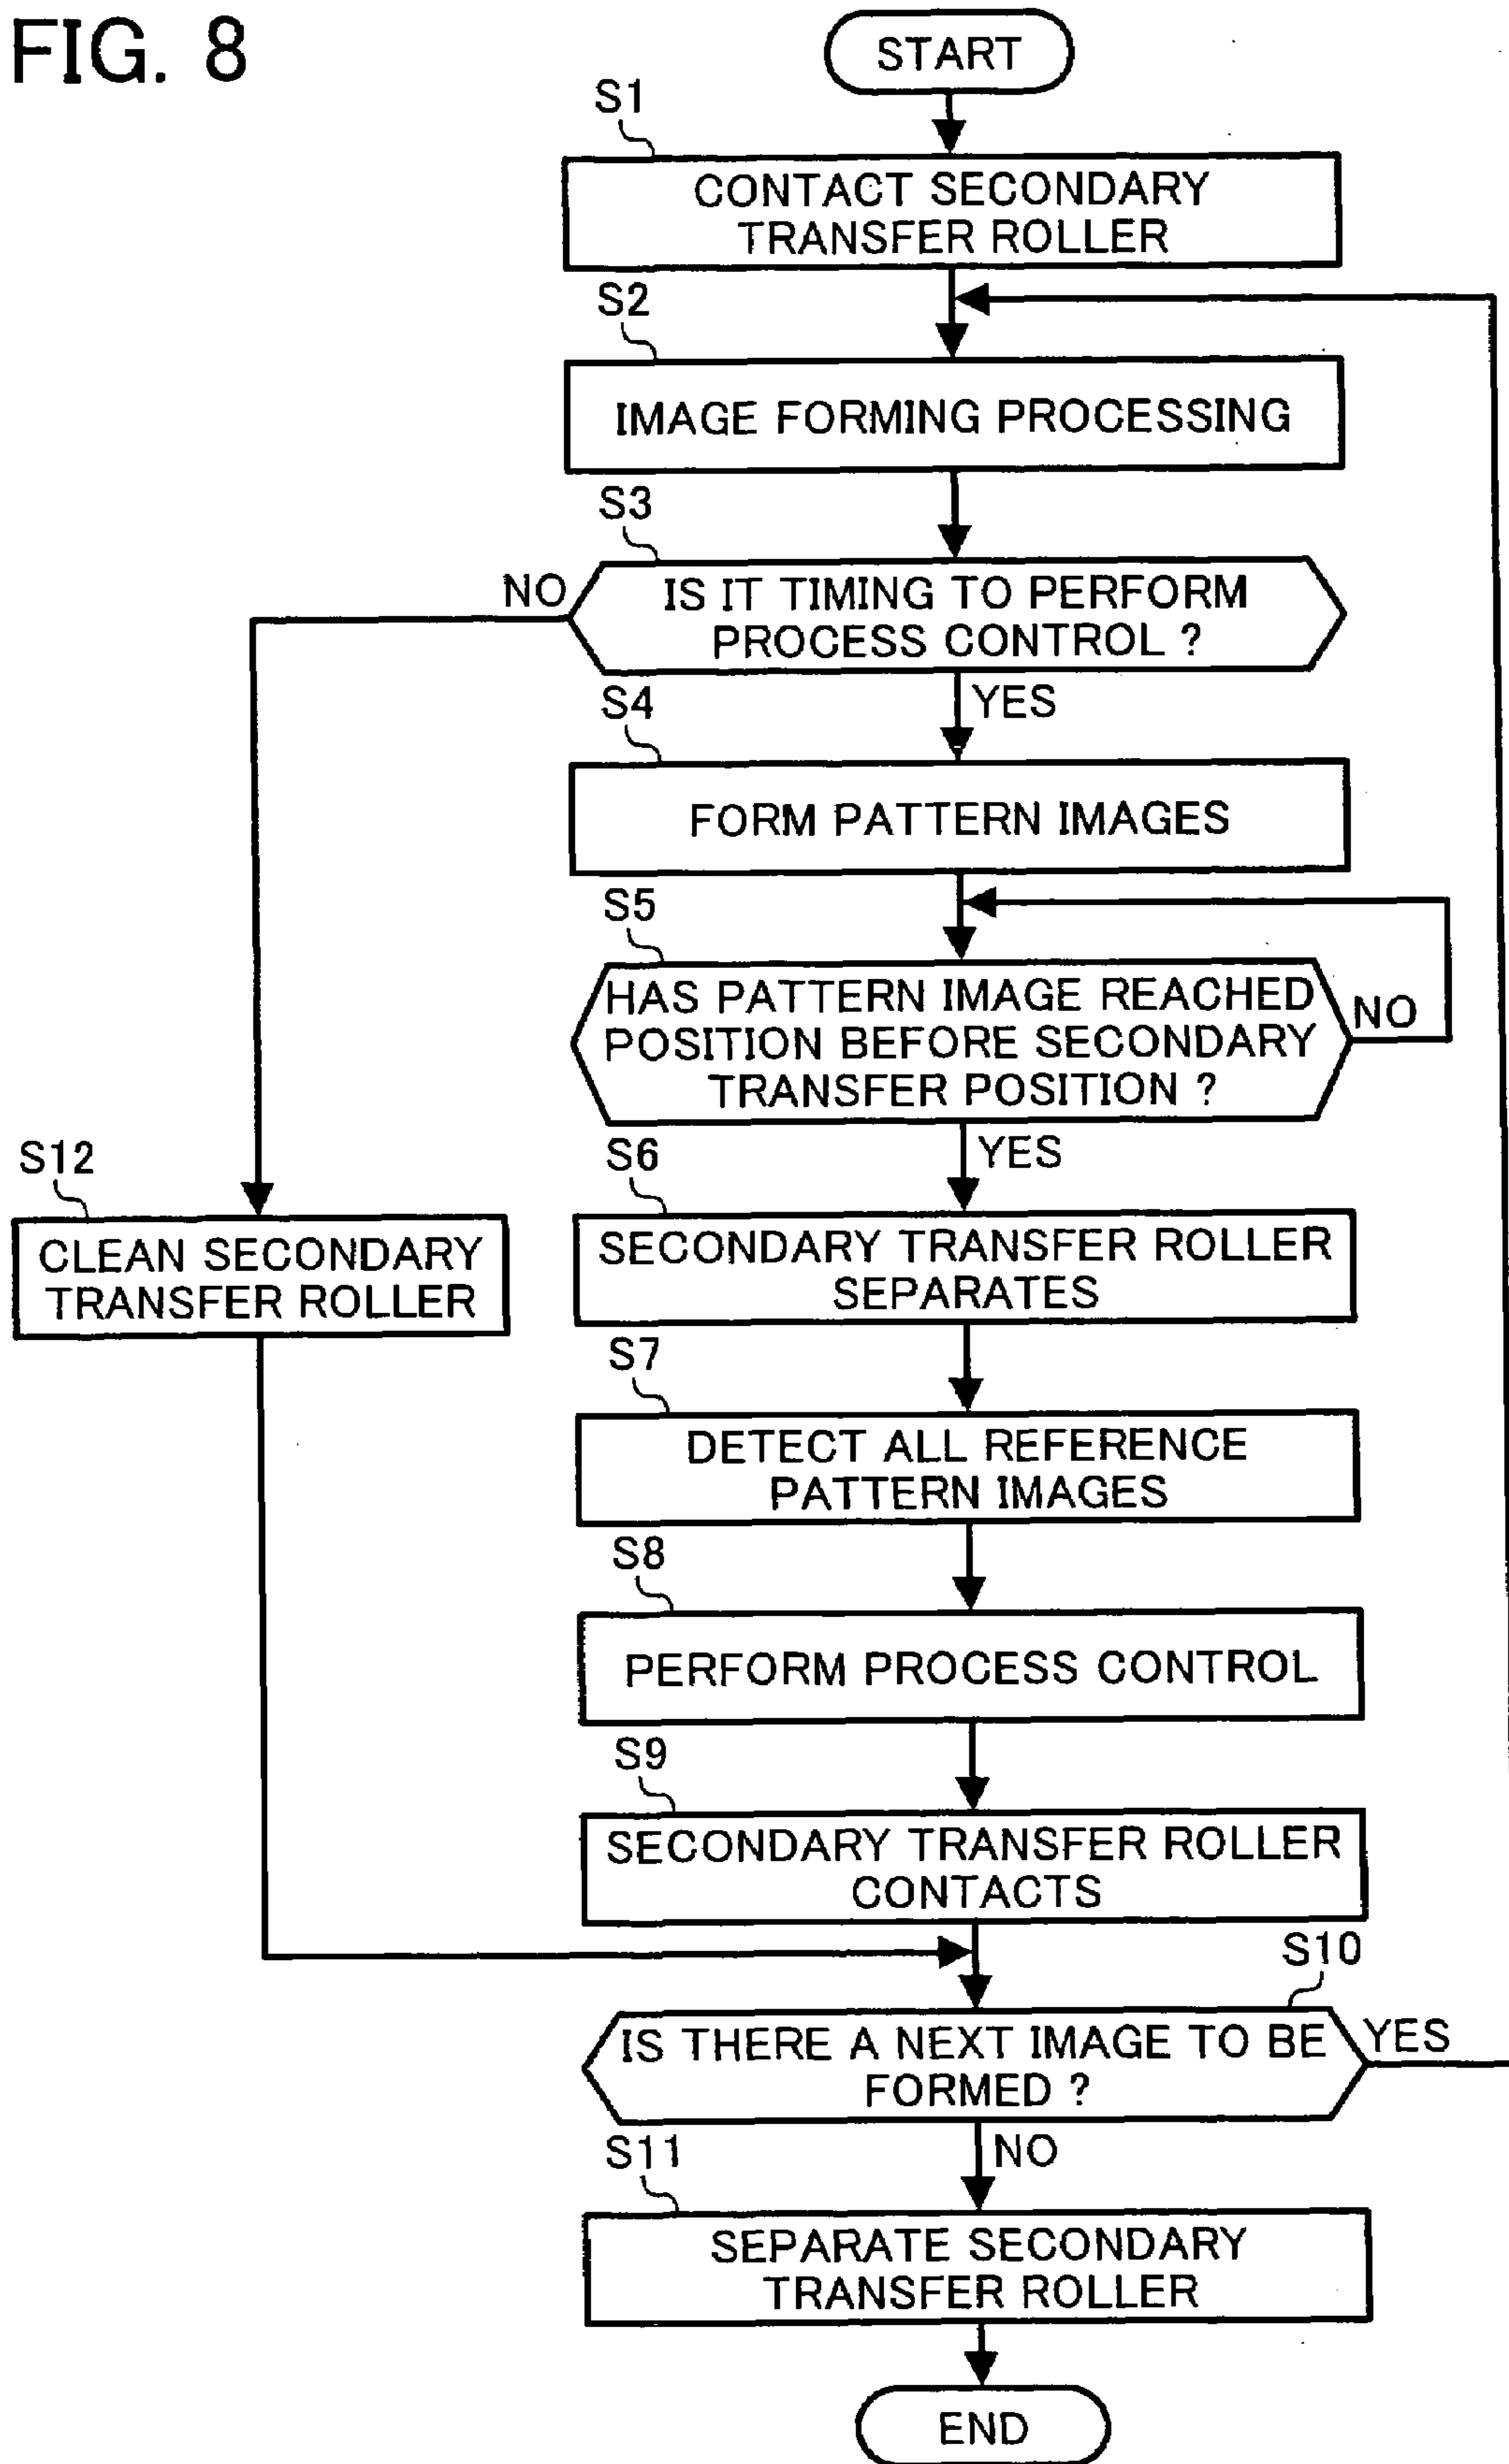 FIG. 8
START
S1
CONTACT SECONDARY
TRANSFER ROLLER
S2
IMAGE FORMING PROCESSING
S3
NO
IS IT TIMING TO PERFORM
PROCESS CONTROL ?
YES
S4
FORM PATTERN IMAGES
S5
HAS PATTERN IMAGE REACHED
POSITION BEFORE SECONDARY
TRANSFER POSITION ?
NO
YES
S12
CLEAN SECONDARY
TRANSFER ROLLER
S6
SECONDARY TRANSFER ROLLER
SEPARATES
S7
DETECT ALL REFERENCE
PATTERN IMAGES
S8
PERFORM PROCESS CONTROL
S9
SECONDARY TRANSFER ROLLER
CONTACTS
S10
IS THERE A NEXT IMAGE TO BE
FORMED ?
YES
NO
S11
SEPARATE SECONDARY
TRANSFER ROLLER
END